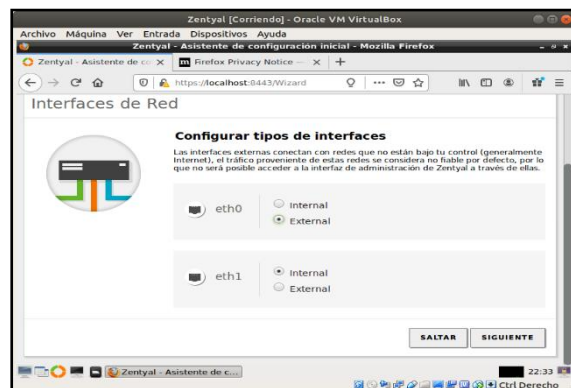 Zentyal [Corriendo] - Oracle VM VirtualBox
Archivo Máquina Ver Entrada Dispositivos Ayuda
Zentyal - Asistente de configuración inicial - Mozilla Firefox
Zentyal - Asistente de co
Firefox Privacy Notice —
https://localhost:8443/Wizard
Interfaces de Red
Configurar tipos de interfaces
Las interfaces externas conectan con redes que no están bajo tu control (generalmente
Internet), el tráfico proveniente de estas redes se considera no fiable por defecto, por lo
que no será posible acceder a la interfaz de administración de Zentyal a través de ellas.
eth0
Internal
External
eth1
Internal
External
SALTAR
SIGUIENTE
Zentyal - Asistente de c...
22:33
Ctrl Derecho